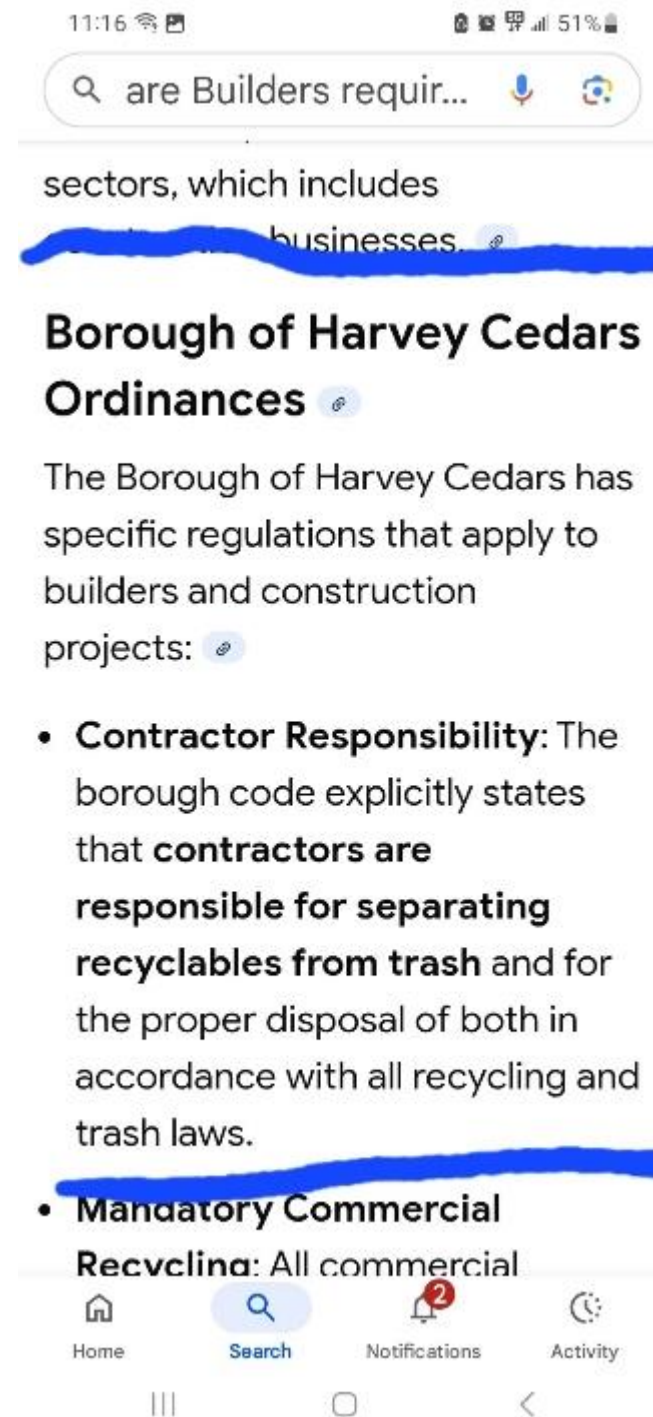 11:16 51%
are Builders requir...
sectors, which includes
businesses.
Borough of Harvey Cedars
Ordinances
The Borough of Harvey Cedars has
specific regulations that apply to
builders and construction
projects:
• Contractor Responsibility: The
borough code explicitly states
that contractors are
responsible for separating
recyclables from trash and for
the proper disposal of both in
accordance with all recycling and
trash laws.
• Mandatory Commercial
Recycling: All commercial
2
Home Search Notifications Activity